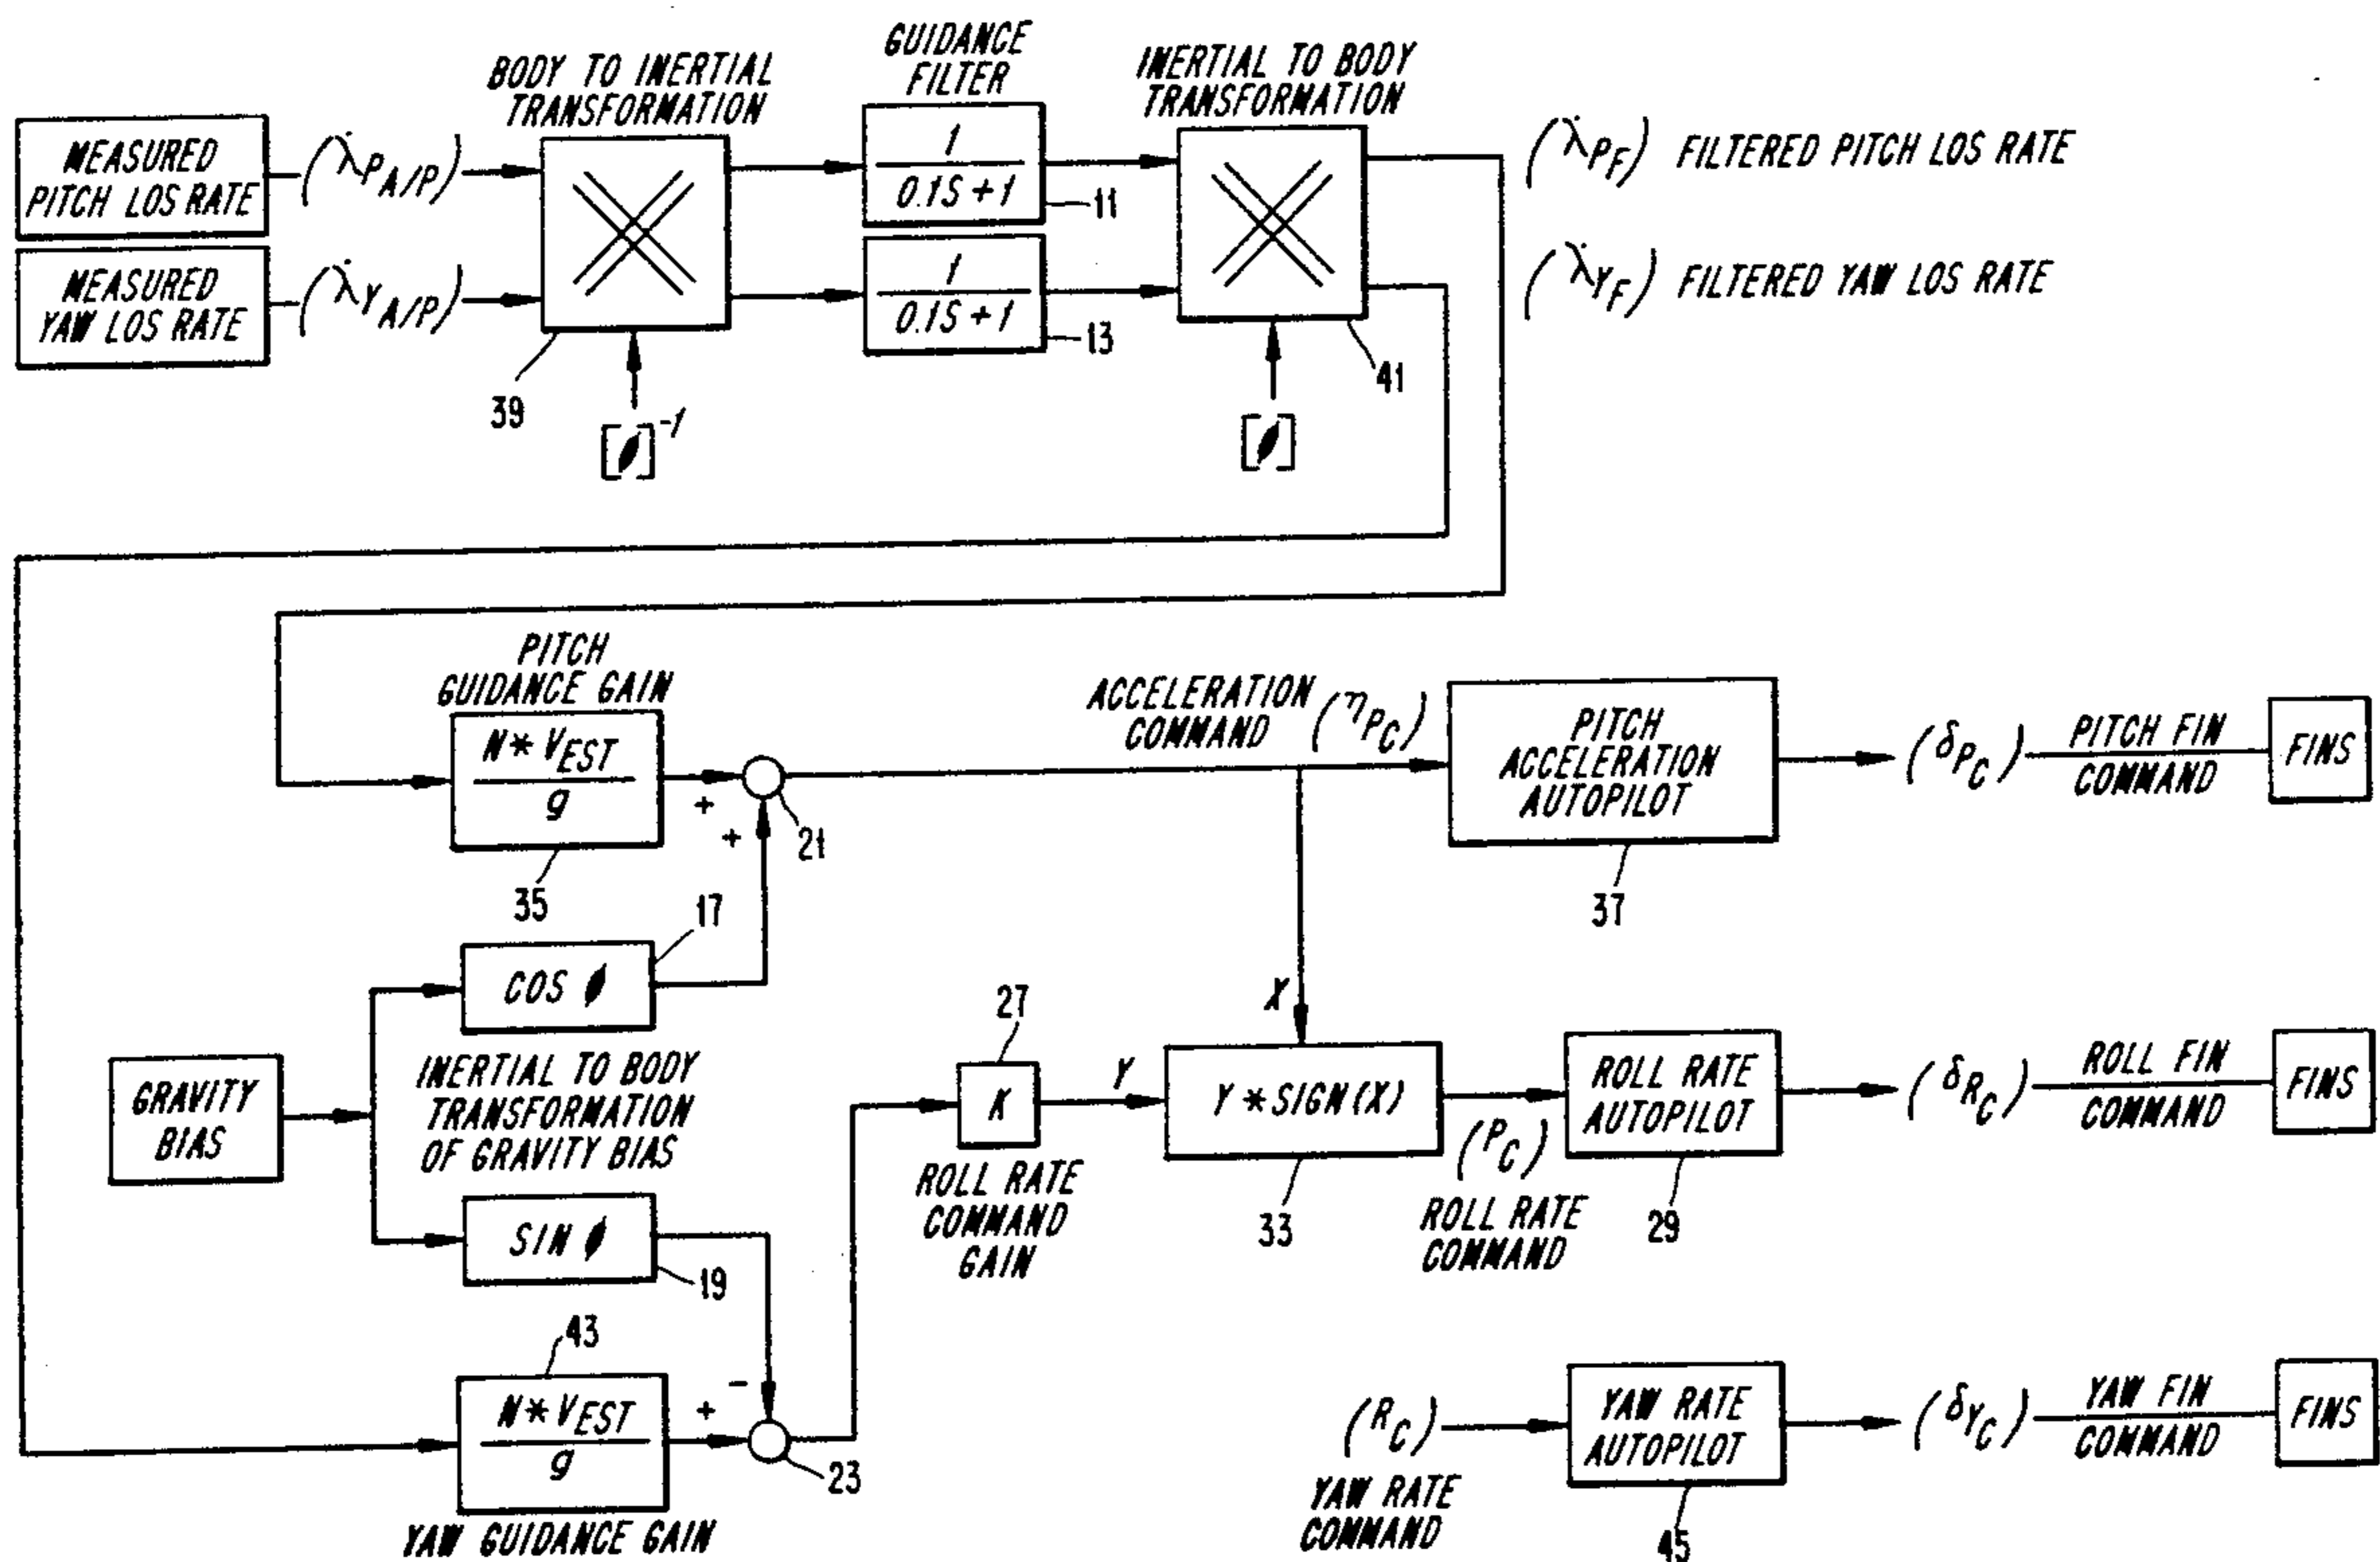 GUIDANCE
FILTER
BODY TO INERTIAL
TRANSFORMATION
INERTIAL TO BODY
TRANSFORMATION
MEASURED
PITCH LOS RATE
(λ̇P_A/P)
1
0.1S+1
11
(λ̇P_F) FILTERED PITCH LOS RATE
MEASURED
YAW LOS RATE
(λ̇Y_A/P)
1
0.1S+1
13
(λ̇Y_F) FILTERED YAW LOS RATE
39
[ϕ]-1
41
[ϕ]
PITCH
GUIDANCE GAIN
N*VEST
g
+
+
21
35
ACCELERATION
COMMAND
(ηPC)
PITCH
ACCELERATION
AUTOPILOT
37
(δPC)
PITCH FIN
COMMAND
FINS
17
COS ϕ
GRAVITY
BIAS
INERTIAL TO BODY
TRANSFORMATION
OF GRAVITY BIAS
SIN ϕ
19
27
K
ROLL RATE
COMMAND
GAIN
Y
X
Y*SIGN(X)
33
(PC)
ROLL RATE
COMMAND
ROLL RATE
AUTOPILOT
29
(δRC)
ROLL FIN
COMMAND
FINS
43
N*VEST
g
+
-
23
YAW GUIDANCE GAIN
(RC)
YAW RATE
COMMAND
YAW RATE
AUTOPILOT
45
(δYC)
YAW FIN
COMMAND
FINS